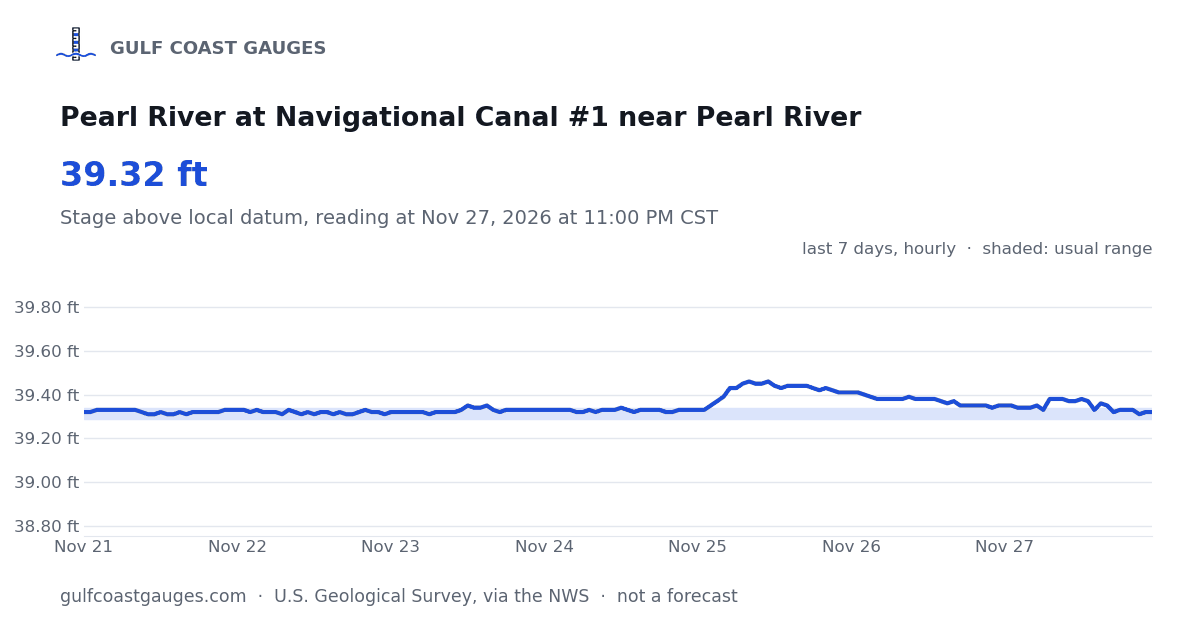 GULF COAST GAUGES
Pearl River at Navigational Canal #1 near Pearl River
39.32 ft
Stage above local datum, reading at Nov 27, 2026 at 11:00 PM CST
last 7 days, hourly · shaded: usual range
39.80 ft
39.60 ft
39.40 ft
39.20 ft
39.00 ft
38.80 ft
Nov 21 Nov 22 Nov 23 Nov 24 Nov 25 Nov 26 Nov 27
gulfcoastgauges.com · U.S. Geological Survey, via the NWS · not a forecast